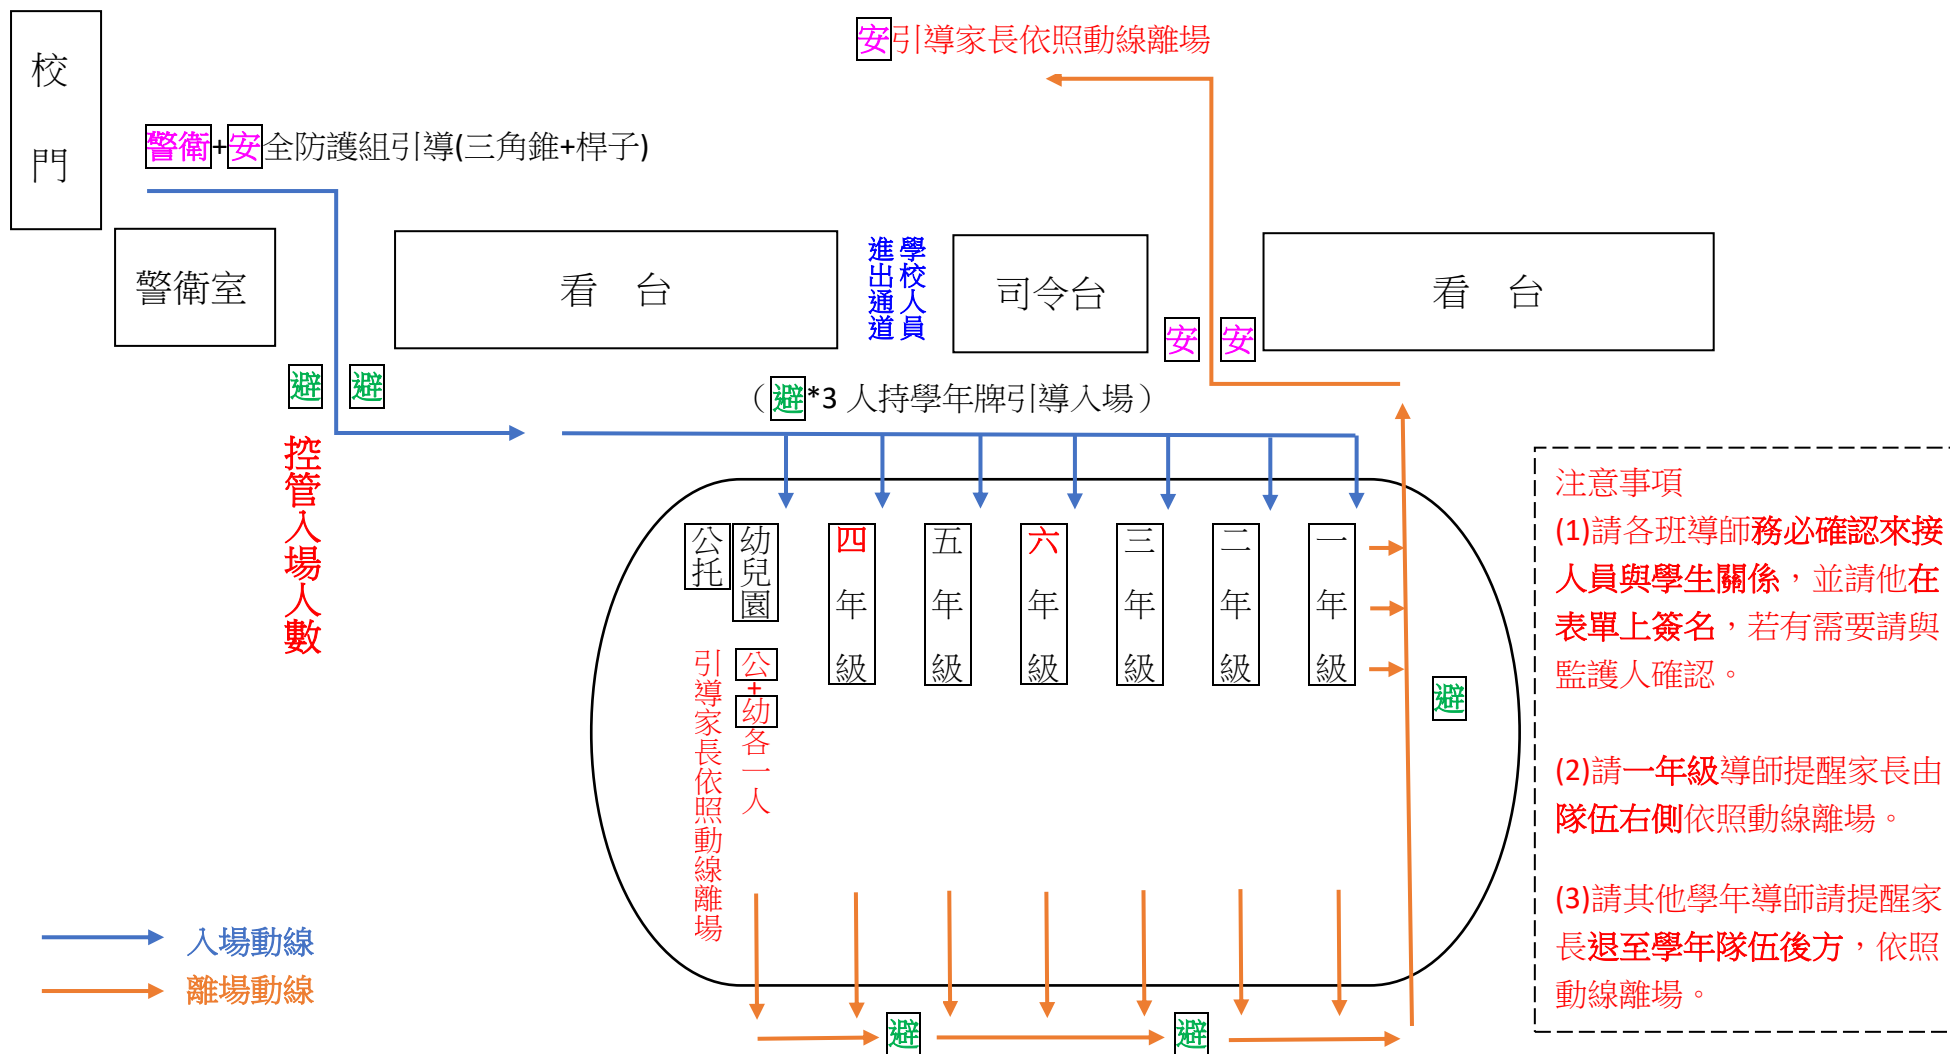 校門
安引導家長依照動線離場
警衛+安全防護組引導(三角錐+桿子)
警衛室
看 台
學校人員
進出通道
司令台
看 台
安
安
避
避
(避*3 人持學年牌引導入場)
控管入場人數
公托
幼兒園
四年級
五年級
六年級
三年級
二年級
一年級
公+幼各一人
引導家長依照動線離場
避
注意事項
(1)請各班導師務必確認來接
人員與學生關係,並請他在
表單上簽名,若有需要請與
監護人確認。
(2)請一年級導師提醒家長由
隊伍右側依照動線離場。
(3)請其他學年導師請提醒家
長退至學年隊伍後方,依照
動線離場。
入場動線
離場動線
避
避